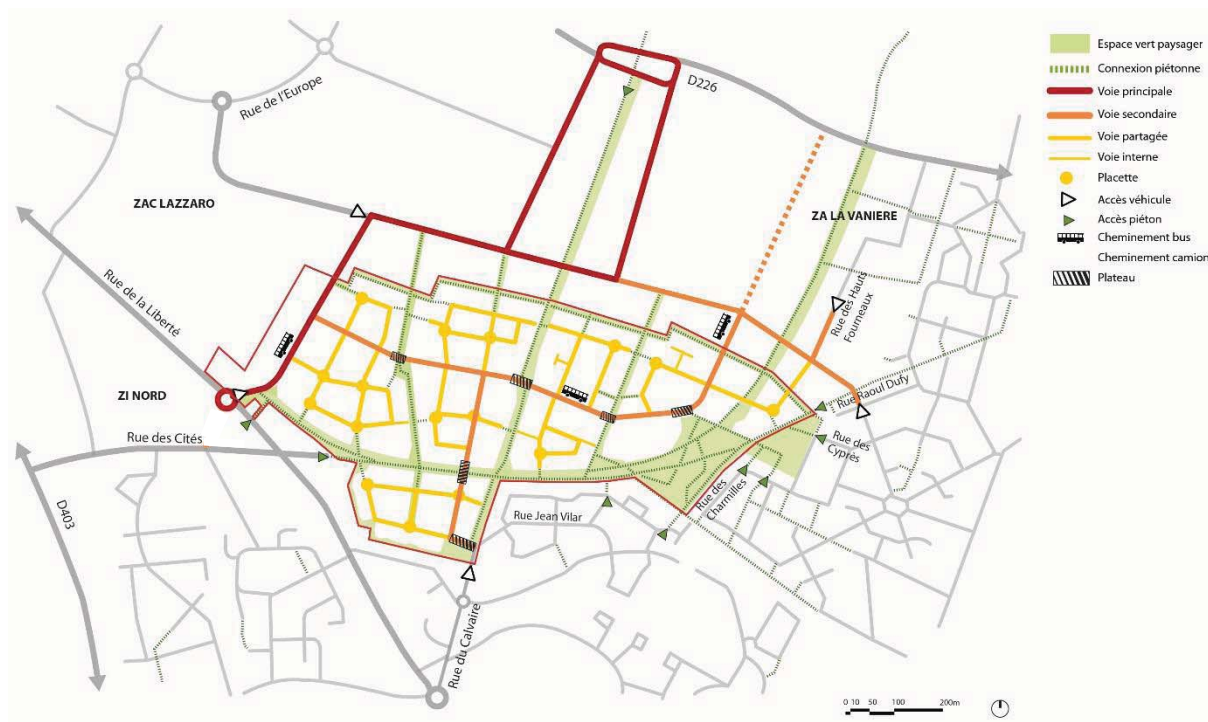 D226
Rue de l'Europe
ZAC LAZZARO
ZA LA VANIERE
Rue de la Liberté
Rue des Hauts
Fourneaux
ZI NORD
Rue Raoul Dufy
Rue des Cités
Rue des
Cyprés
Rue des
Charmilles
D403
Rue Jean Vilar
Rue du Calvaire
Espace vert paysager
Connexion piétonne
Voie principale
Voie secondaire
Voie partagée
Voie interne
Placette
Accès véhicule
Accès piéton
Cheminement bus
Cheminement camion
Plateau
0 10 50 100 200m